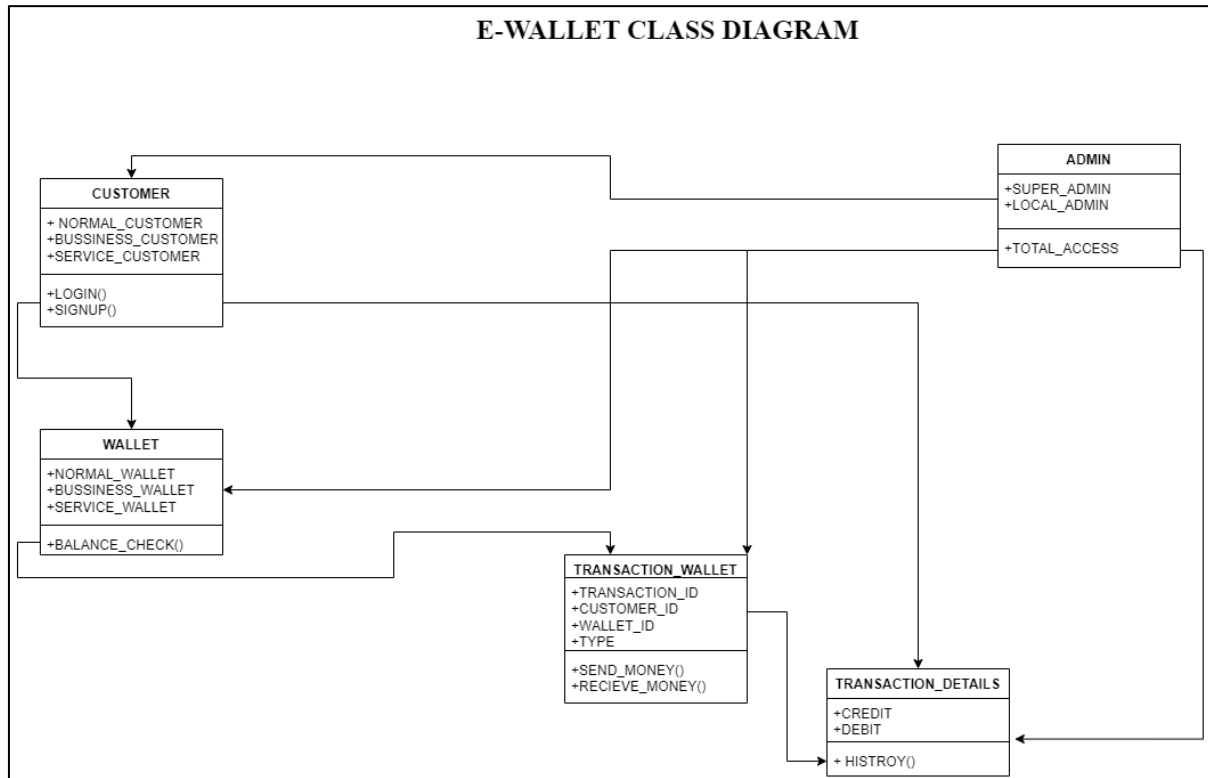 E-WALLET CLASS DIAGRAM
CUSTOMER
+ NORMAL_CUSTOMER
+BUSSINESS_CUSTOMER
+SERVICE_CUSTOMER
+LOGIN()
+SIGNUP()
ADMIN
+SUPER_ADMIN
+LOCAL_ADMIN
+TOTAL_ACCESS
WALLET
+NORMAL_WALLET
+BUSSINESS_WALLET
+SERVICE_WALLET
+BALANCE_CHECK()
TRANSACTION_WALLET
+TRANSACTION_ID
+CUSTOMER_ID
+WALLET_ID
+TYPE
+SEND_MONEY()
+RECIEVE_MONEY()
TRANSACTION_DETAILS
+CREDIT
+DEBIT
+ HISTROY()